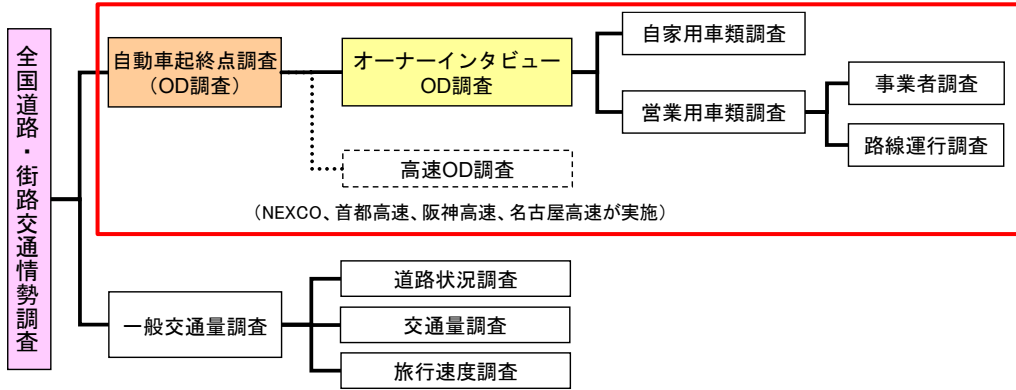 全国道路・街路交通情勢調査
自動車起終点調査
（OD調査）
オーナーインタビュー
OD調査
自家用車類調査
営業用車類調査
事業者調査
路線運行調査
高速OD調査
（NEXCO、首都高速、阪神高速、名古屋高速が実施）
一般交通量調査
道路状況調査
交通量調査
旅行速度調査